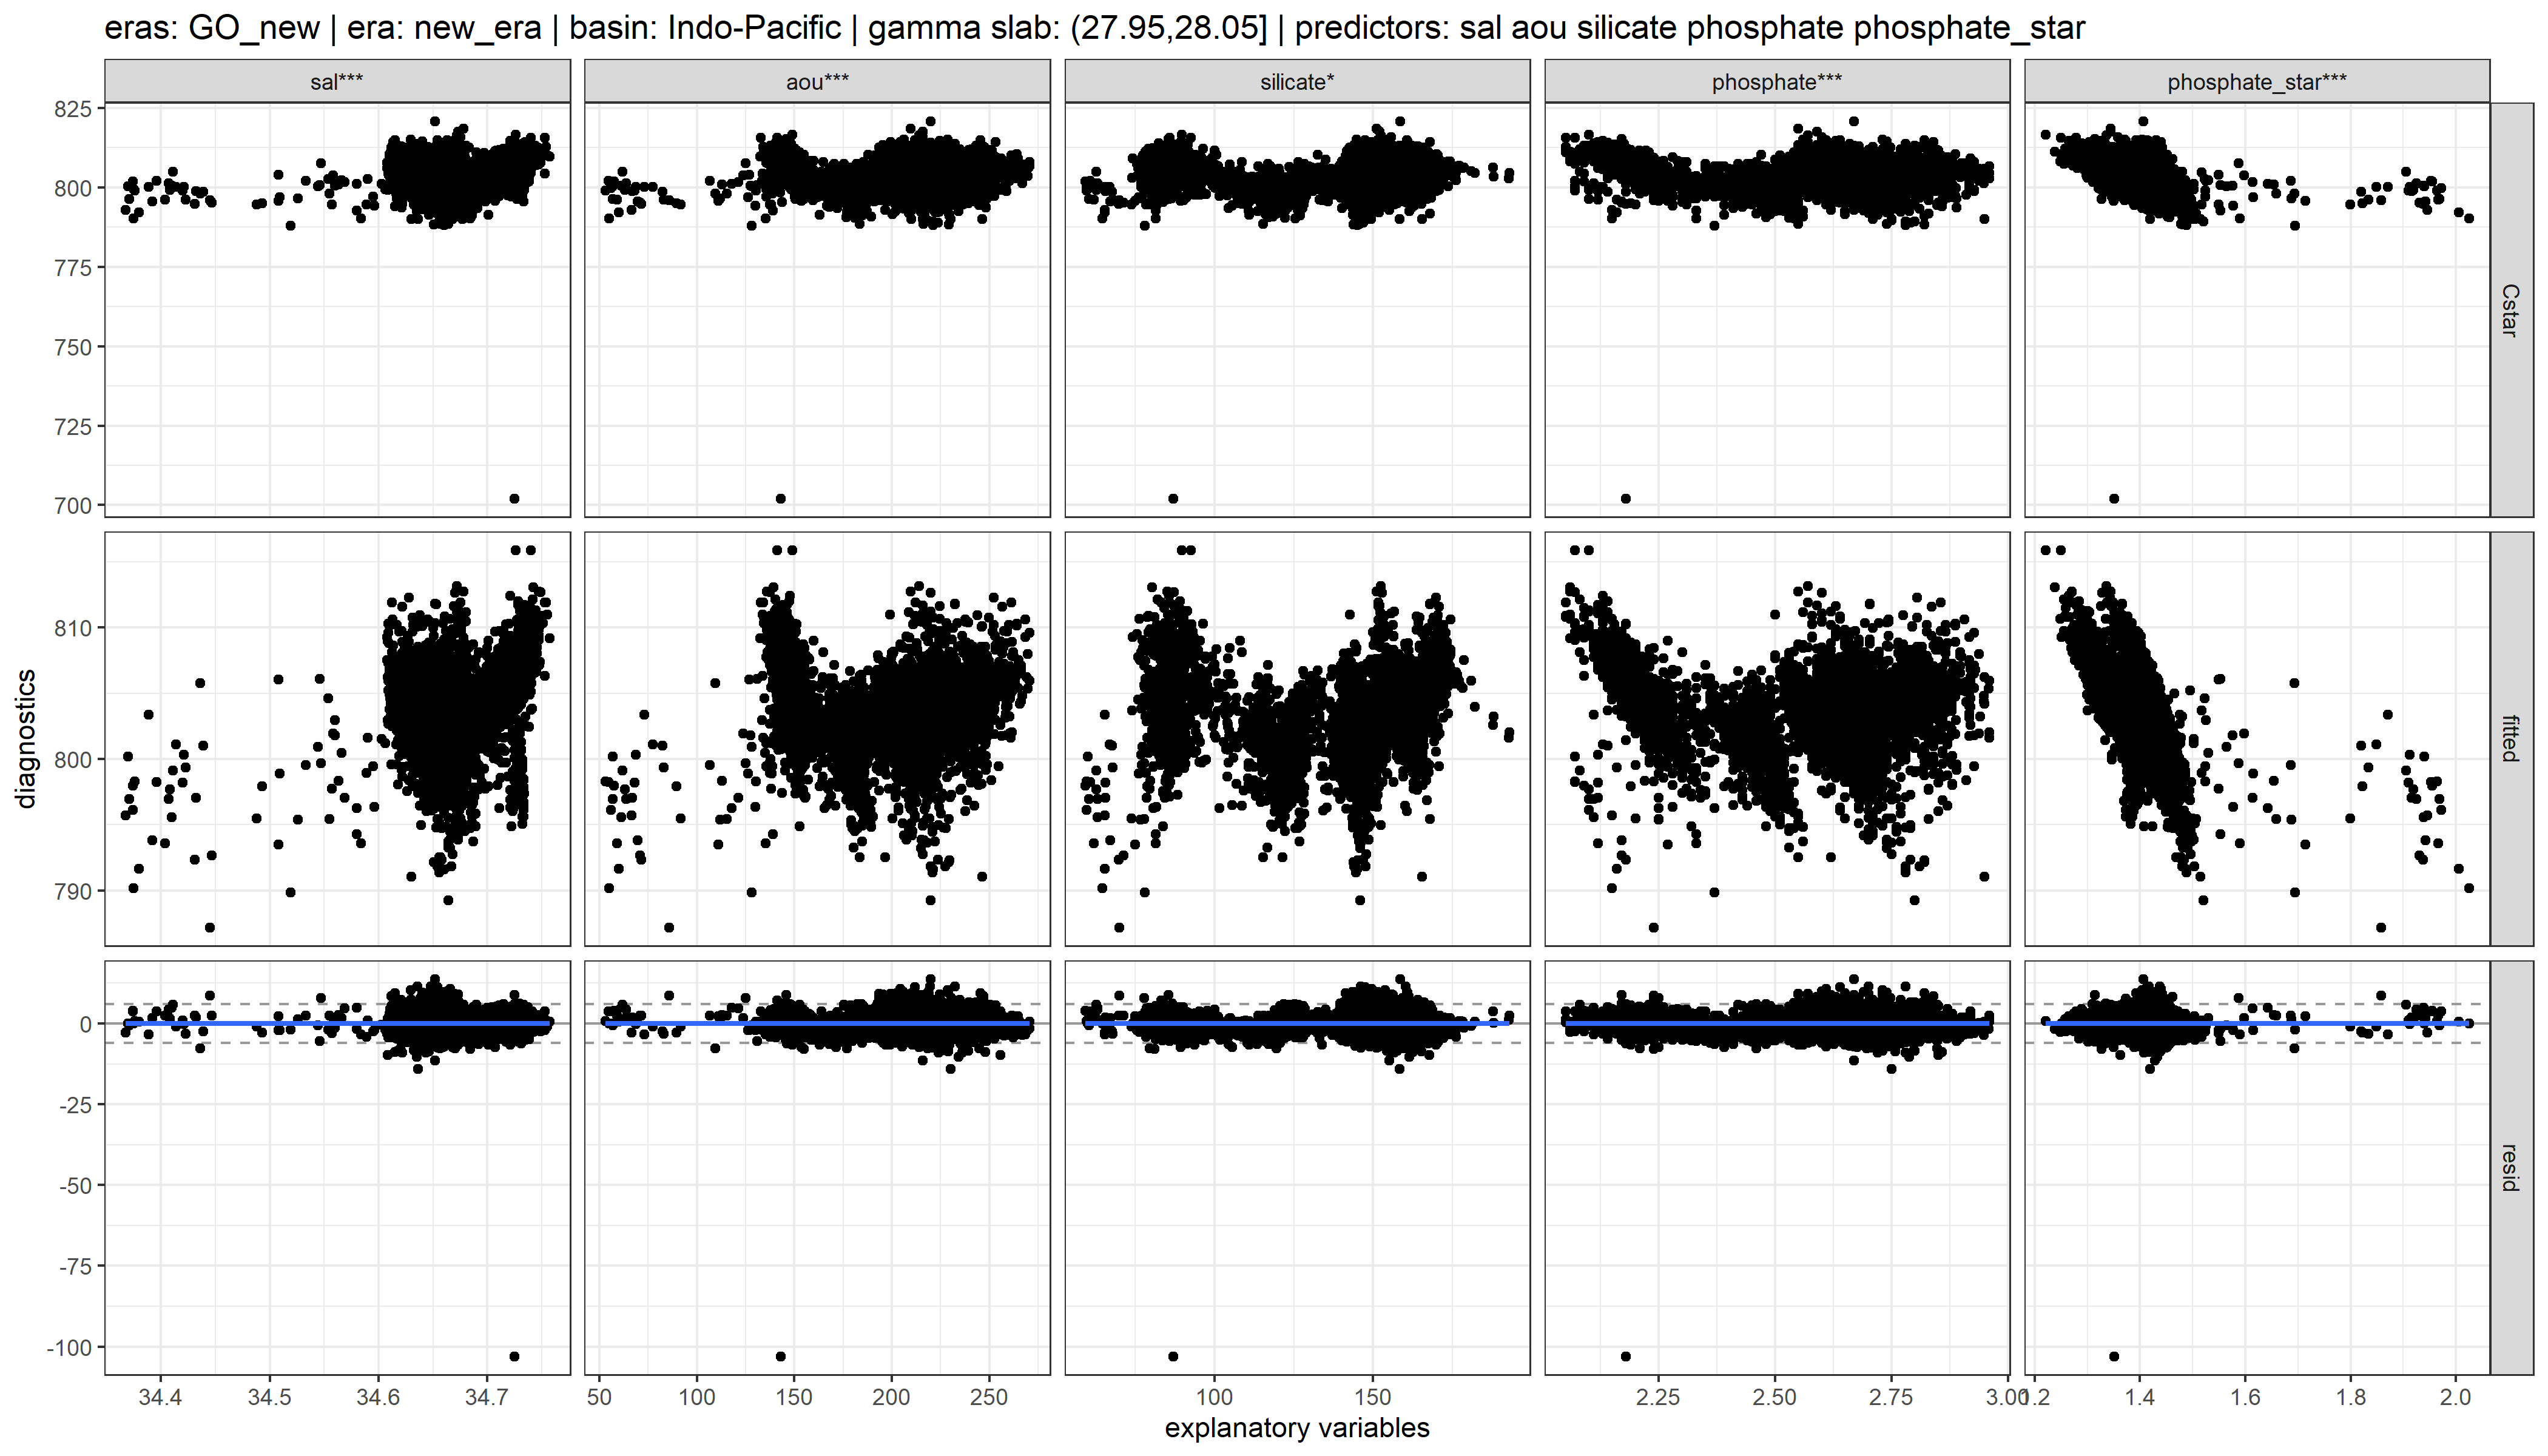 eras: GO_new | era: new_era | basin: Indo-Pacific | gamma slab: (27.95,28.05] | predictors: sal aou silicate phosphate phosphate_star
sal*** aou*** silicate* phosphate*** phosphate_star***
825
800
775
750
725
700
Cstar
810
800
790
fitted
diagnostics
0
-25
-50
-75
-100
resid
34.4 34.5 34.6 34.7 50 100 150 200 250 100 150 2.25 2.50 2.75 3.00 1.2 1.4 1.6 1.8 2.0
explanatory variables